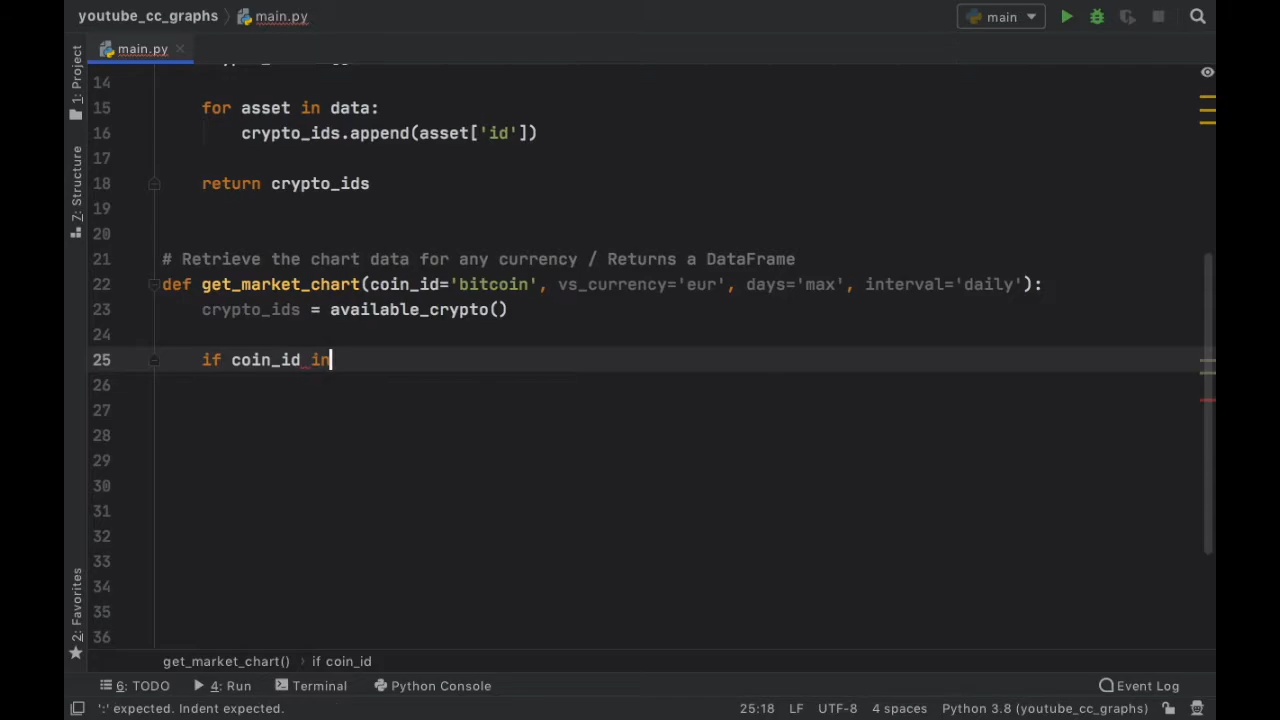 youtube_cc_graphs main.py
main
main.py
1: Project
7: Structure
2: Favorites
14
15 for asset in data:
16 crypto_ids.append(asset['id'])
17
18 return crypto_ids
19
20
21 # Retrieve the chart data for any currency / Returns a DataFrame
22 def get_market_chart(coin_id='bitcoin', vs_currency='eur', days='max', interval='daily'):
23 crypto_ids = available_crypto()
24
25 if coin_id in
26
27
28
29
30
31
32
33
34
35
36
get_market_chart() if coin_id
6: TODO 4: Run Terminal Python Console Event Log
':' expected. Indent expected. 25:18 LF UTF-8 4 spaces Python 3.8 (youtube_cc_graphs)